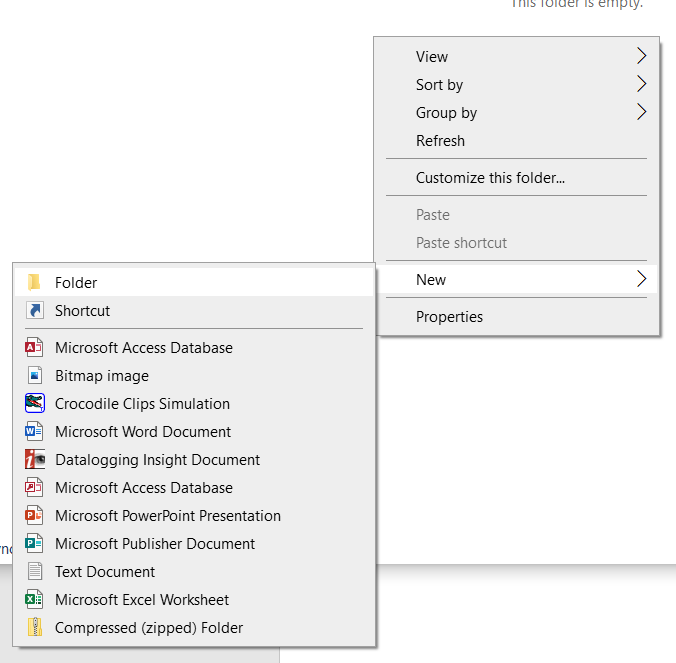 This folder is empty.
View
Sort by
Group by
Refresh
Customize this folder...
Paste
Paste shortcut
New
Properties
Folder
Shortcut
Microsoft Access Database
Bitmap image
Crocodile Clips Simulation
Microsoft Word Document
Datalogging Insight Document
Microsoft Access Database
Microsoft PowerPoint Presentation
Microsoft Publisher Document
Text Document
Microsoft Excel Worksheet
Compressed (zipped) Folder